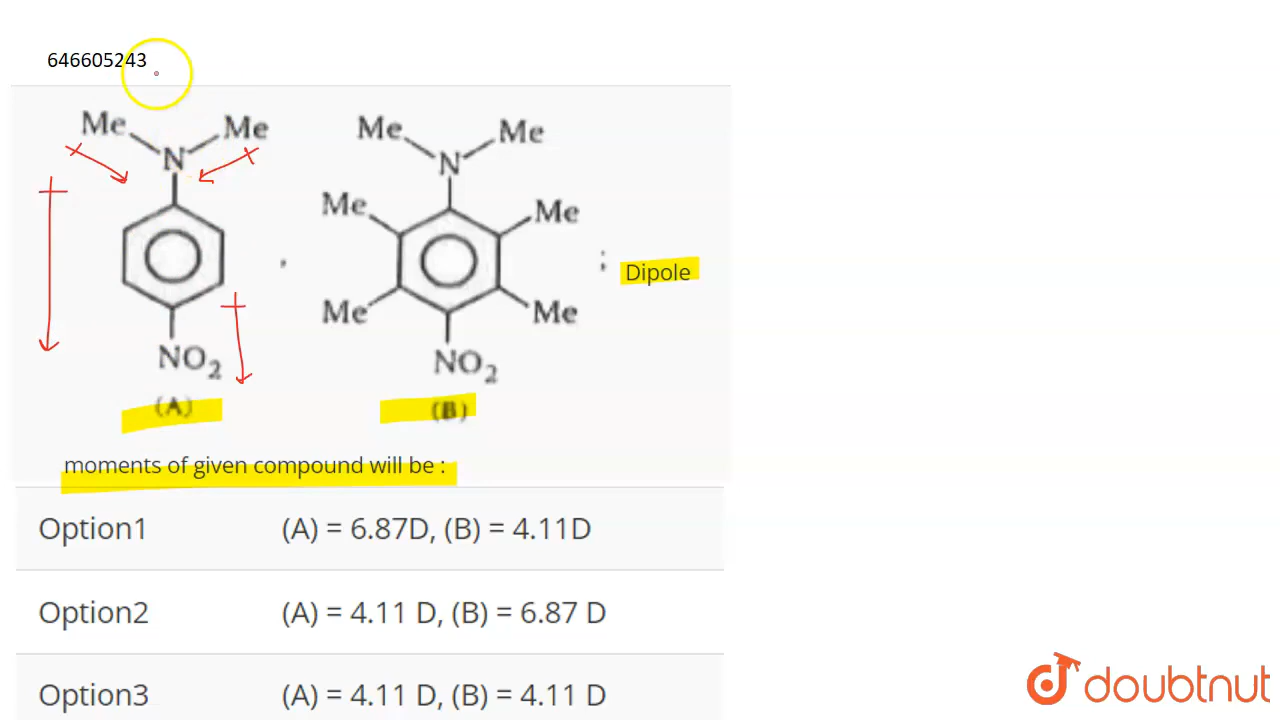 646605243
Me Me Me Me
N N
Me Me
Dipole
Me Me
NO2 NO2
(A) (B)
moments of given compound will be :
Option1 (A) = 6.87D, (B) = 4.11D
Option2 (A) = 4.11 D, (B) = 6.87 D
Option3 (A) = 4.11 D, (B) = 4.11 D
doubtnut